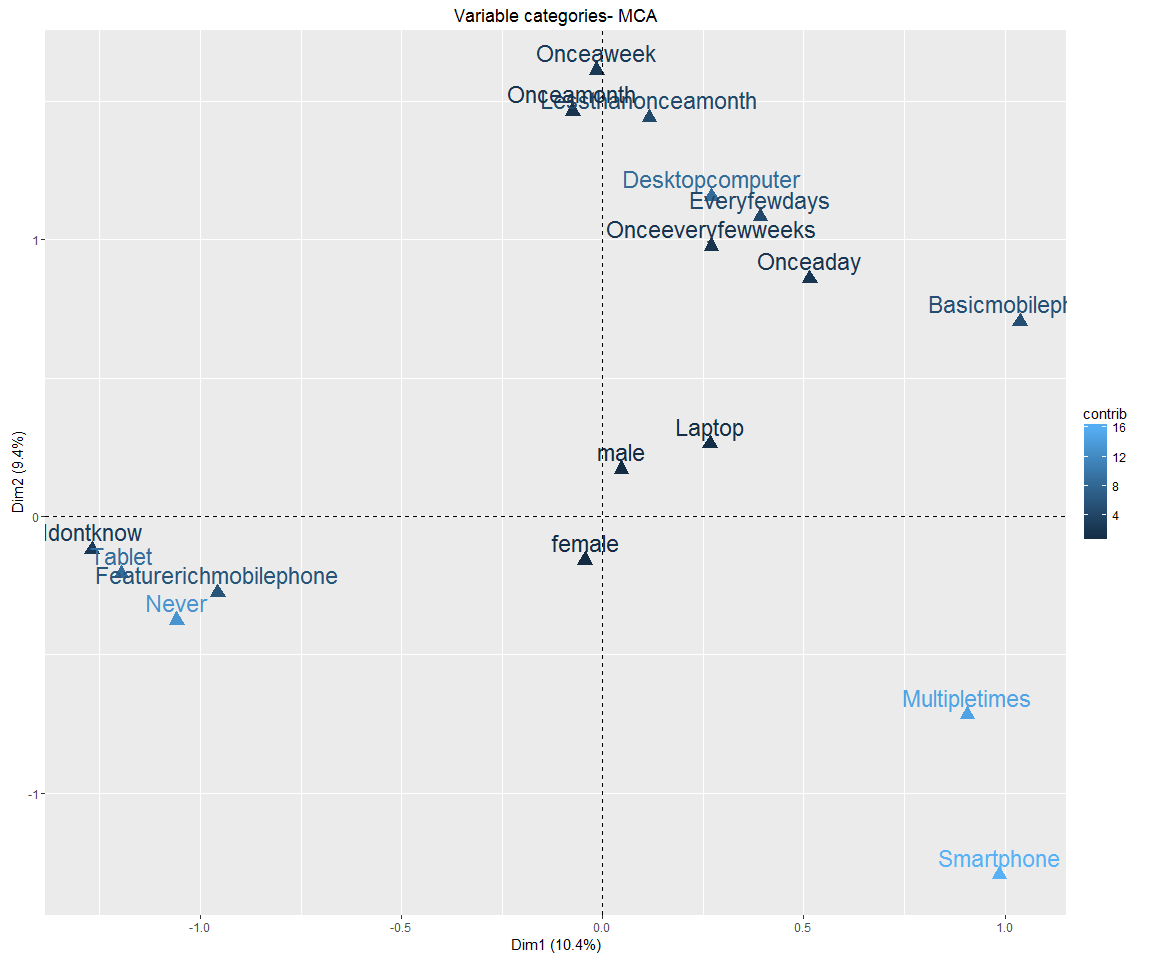 Variable categories- MCA
Onceaweek
Onceamonth
Lessthanonceamonth
Desktopcomputer
Everyfewdays
Onceeveryfewweeks
Onceaday
Basicmobileph
Laptop
male
female
Idontknow
Tablet
Featurerichmobilephone
Never
Multipletimes
Smartphone
1
0
-1
Dim2 (9.4%)
-1.0
-0.5
0.0
0.5
1.0
Dim1 (10.4%)
contrib
16
12
8
4